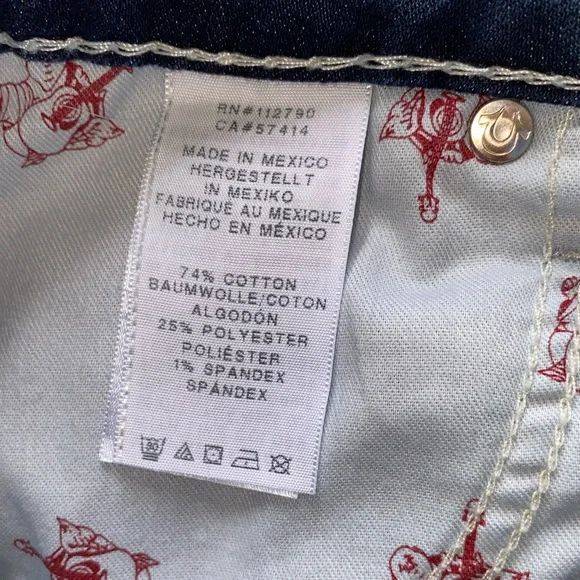 RN#112790
CA#57414
MADE IN MEXICO
HERGESTELLT
IN MEXIKO
FABRIQUÉ AU MEXIQUE
HECHO EN MÉXICO
74% COTTON
BAUMWOLLE/COTON
ALGODÓN
25% POLYESTER
POLIÉSTER
1% SPANDEX
SPÁNDEX